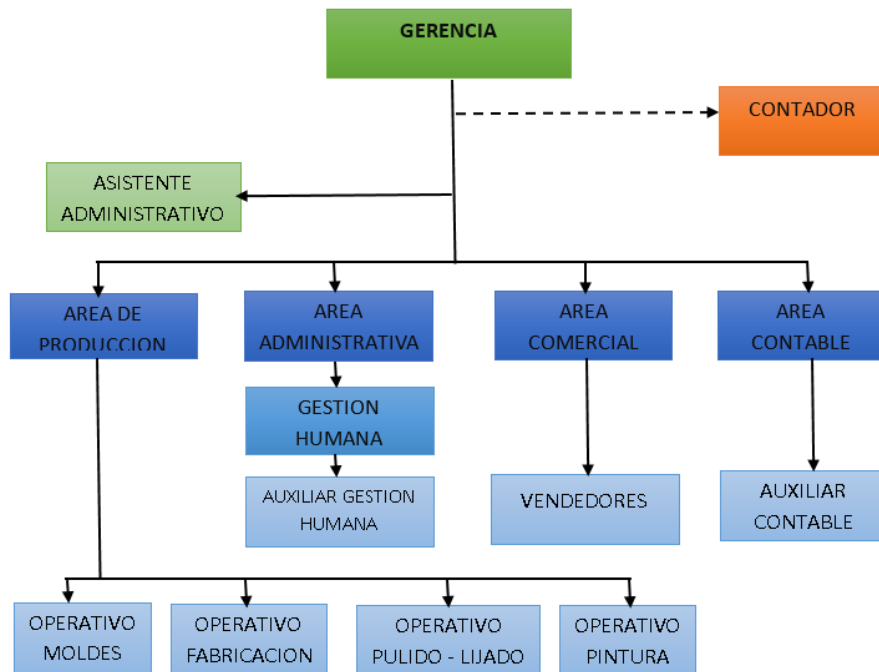 GERENCIA
CONTADOR
ASISTENTE
ADMINISTRATIVO
AREA DE
PRODUCCION
AREA
ADMINISTRATIVA
AREA
COMERCIAL
AREA
CONTABLE
GESTION
HUMANA
AUXILIAR GESTION
HUMANA
VENDEDORES
AUXILIAR
CONTABLE
OPERATIVO
MOLDES
OPERATIVO
FABRICACION
OPERATIVO
PULIDO - LIJADO
OPERATIVO
PINTURA